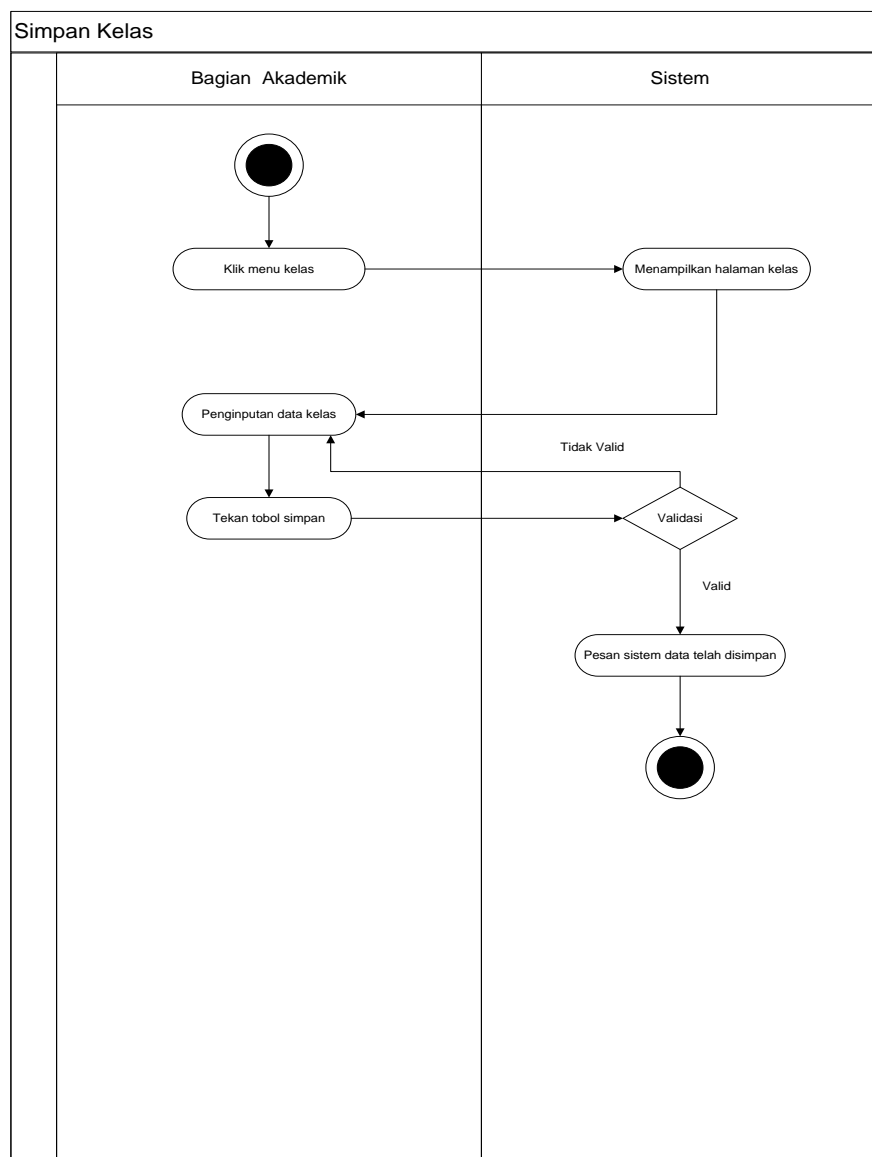 Simpan Kelas
Bagian Akademik
Sistem
Klik menu kelas
Menampilkan halaman kelas
Penginputan data kelas
Tidak Valid
Tekan tobol simpan
Validasi
Valid
Pesan sistem data telah disimpan